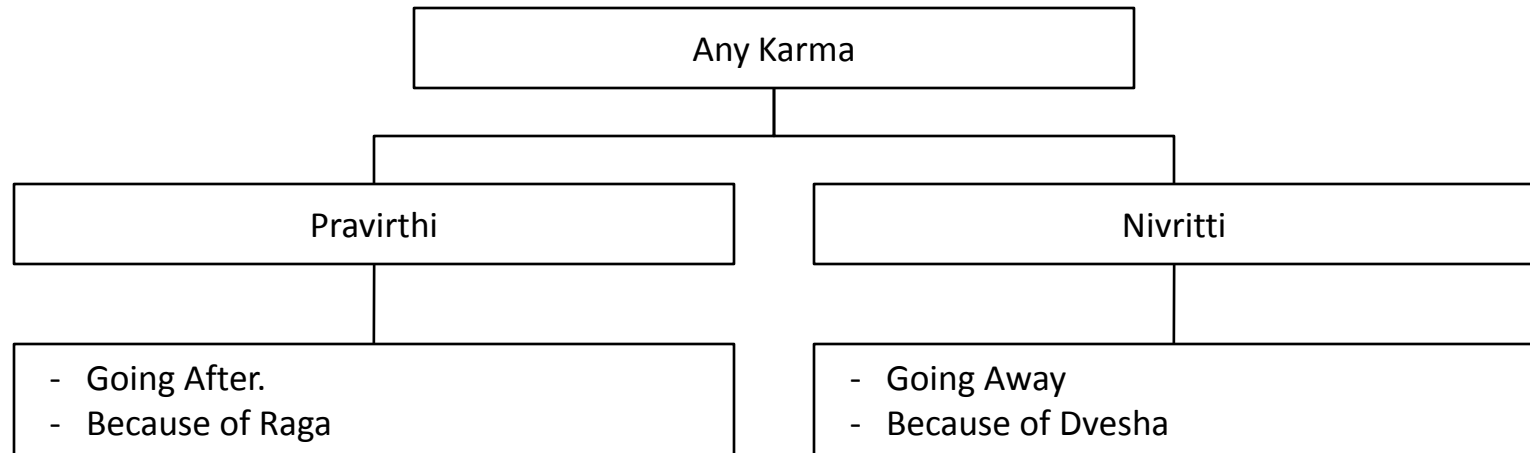 Any Karma
Pravirthi
Nivritti
- Going After.
- Because of Raga
- Going Away
- Because of Dvesha